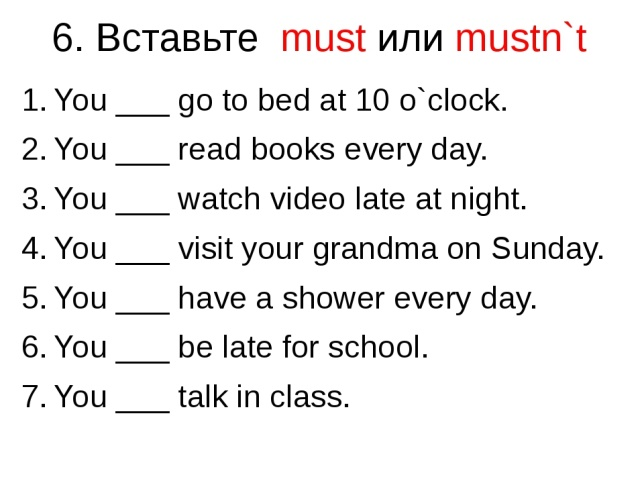 6. Вставьте must или mustn`t
1. You ___ go to bed at 10 o`clock.
2. You ___ read books every day.
3. You ___ watch video late at night.
4. You ___ visit your grandma on Sunday.
5. You ___ have a shower every day.
6. You ___ be late for school.
7. You ___ talk in class.